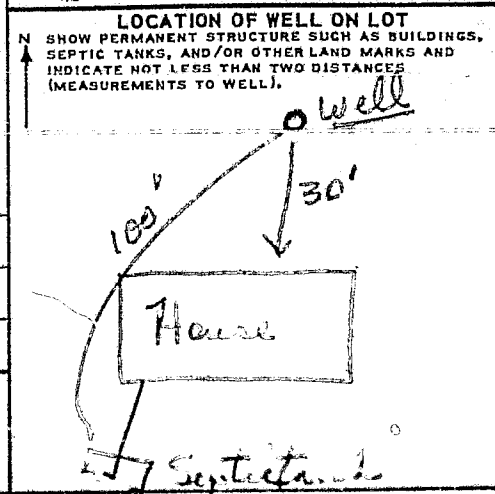 LOCATION OF WELL ON LOT
N SHOW PERMANENT STRUCTURE SUCH AS BUILDINGS,
SEPTIC TANKS, AND/OR OTHER LAND MARKS AND
INDICATE NOT LESS THAN TWO DISTANCES
(MEASUREMENTS TO WELL).
Well
30'
100'
House
Septic tank